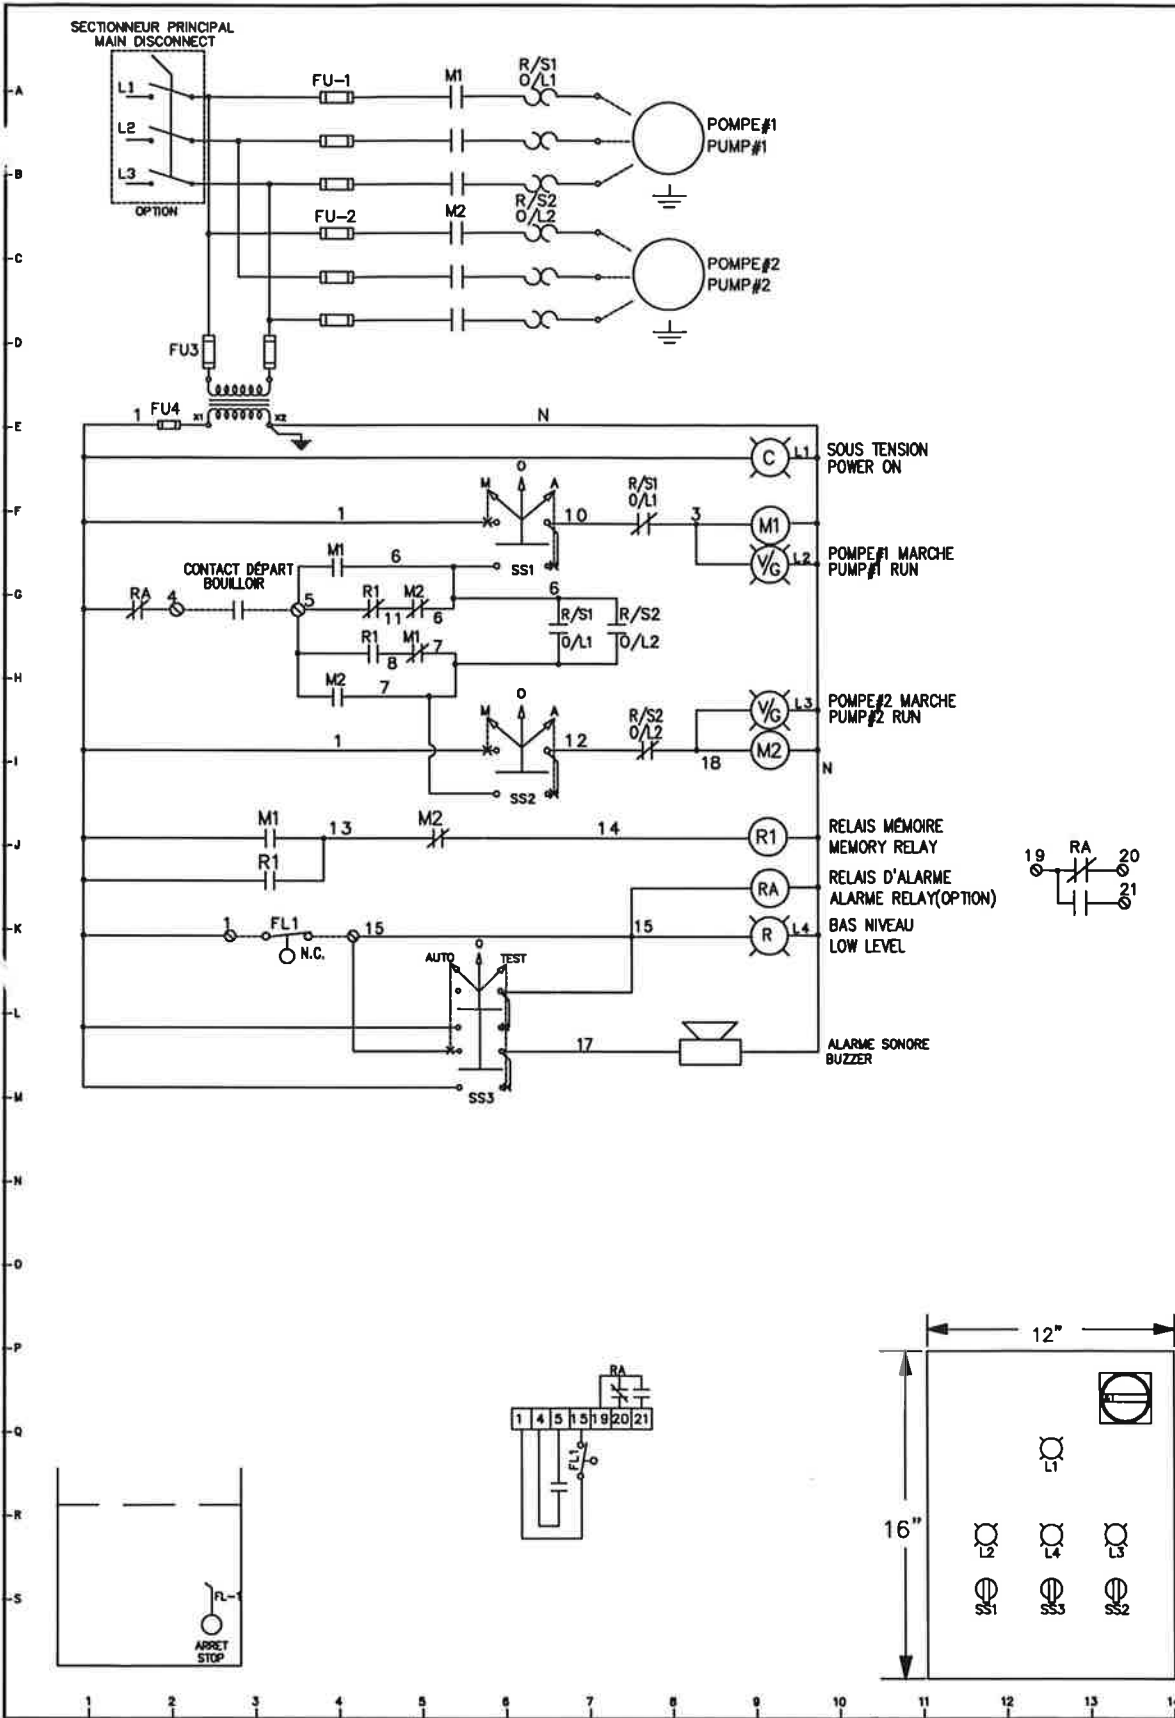 SECTIONNEUR PRINCIPAL
MAIN DISCONNECT
A
L1
FU-1
M1
R/S1
O/L1
POMPE#1
PUMP#1
L2
B
L3
OPTION
FU-2
M2
R/S2
O/L2
C
POMPE#2
PUMP#2
D
FU3
E
1
FU4
X1
X2
N
C
L1
SOUS TENSION
POWER ON
M
O
A
R/S1
O/L1
F
1
10
3
M1
SS1
V/G
L2
POMPE#1 MARCHE
PUMP#1 RUN
M1
6
CONTACT DÉPART
BOUILLOIR
G
RA
4
5
R1
11
M2
6
6
R/S1
O/L1
R/S2
O/L2
R1
8
M1
7
H
M2
7
M
O
A
R/S2
O/L2
V/G
L3
POMPE#2 MARCHE
PUMP#2 RUN
I
1
12
18
M2
N
SS2
J
M1
13
M2
14
R1
RELAIS MÉMOIRE
MEMORY RELAY
R1
RA
RELAIS D'ALARME
ALARME RELAY(OPTION)
19
RA
20
21
K
1
FL1
N.C.
15
15
R
L4
BAS NIVEAU
LOW LEVEL
AUTO
O
TEST
L
17
ALARME SONORE
BUZZER
SS3
M
N
O
P
12"
RA
Q
1
4
5
15
19
20
21
FL1
L1
R
16"
L2
L4
L3
S
FL-1
SS1
SS3
SS2
ARRET
STOP
1
2
3
4
5
6
7
8
9
10
11
12
13
14